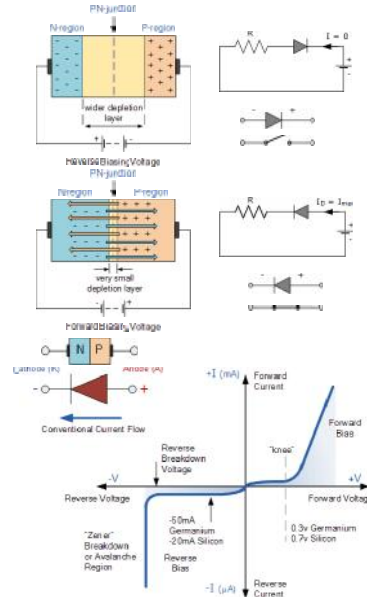 PN-junction
N-region
P-region
wider depletion
layer
+
-
Reverse Biasing Voltage
R
I = 0
+
-
- +
PN-junction
N-region
P-region
very small
depletion layer
-
+
Forward Biasing Voltage
R
I_D = I_max
+
-
- +
N P
Cathode (K)
Anode (A)
- +
Conventional Current Flow
+I (mA)
Forward
Current
Forward
Bias
"knee"
Reverse
Breakdown
Voltage
-V
+V
Reverse Voltage
Forward Voltage
-50mA
Germanium
-20mA Silicon
0.3v Germanium
0.7v Silicon
"Zener"
Breakdown
or Avalanche
Region
Reverse
Bias
-I (μA)
Reverse
Current